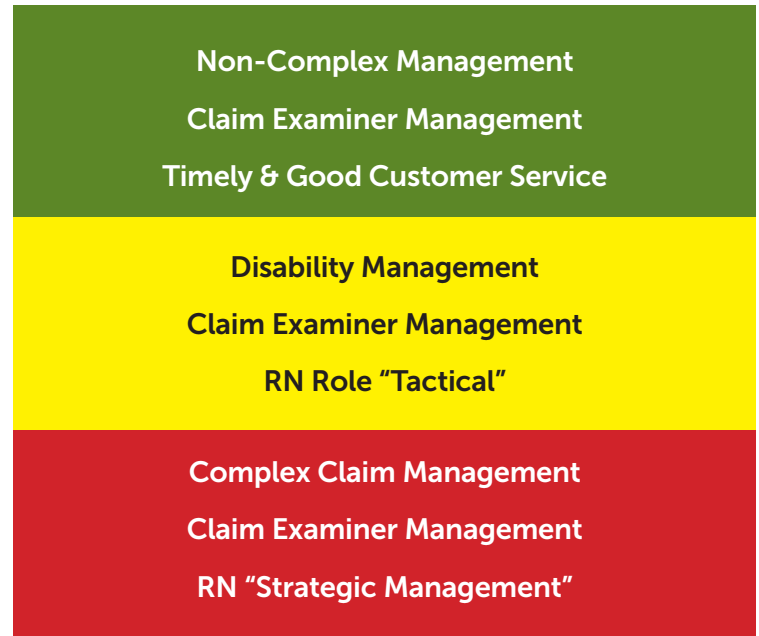 Non-Complex Management
Claim Examiner Management
Timely & Good Customer Service
Disability Management
Claim Examiner Management
RN Role “Tactical”
Complex Claim Management
Claim Examiner Management
RN “Strategic Management”